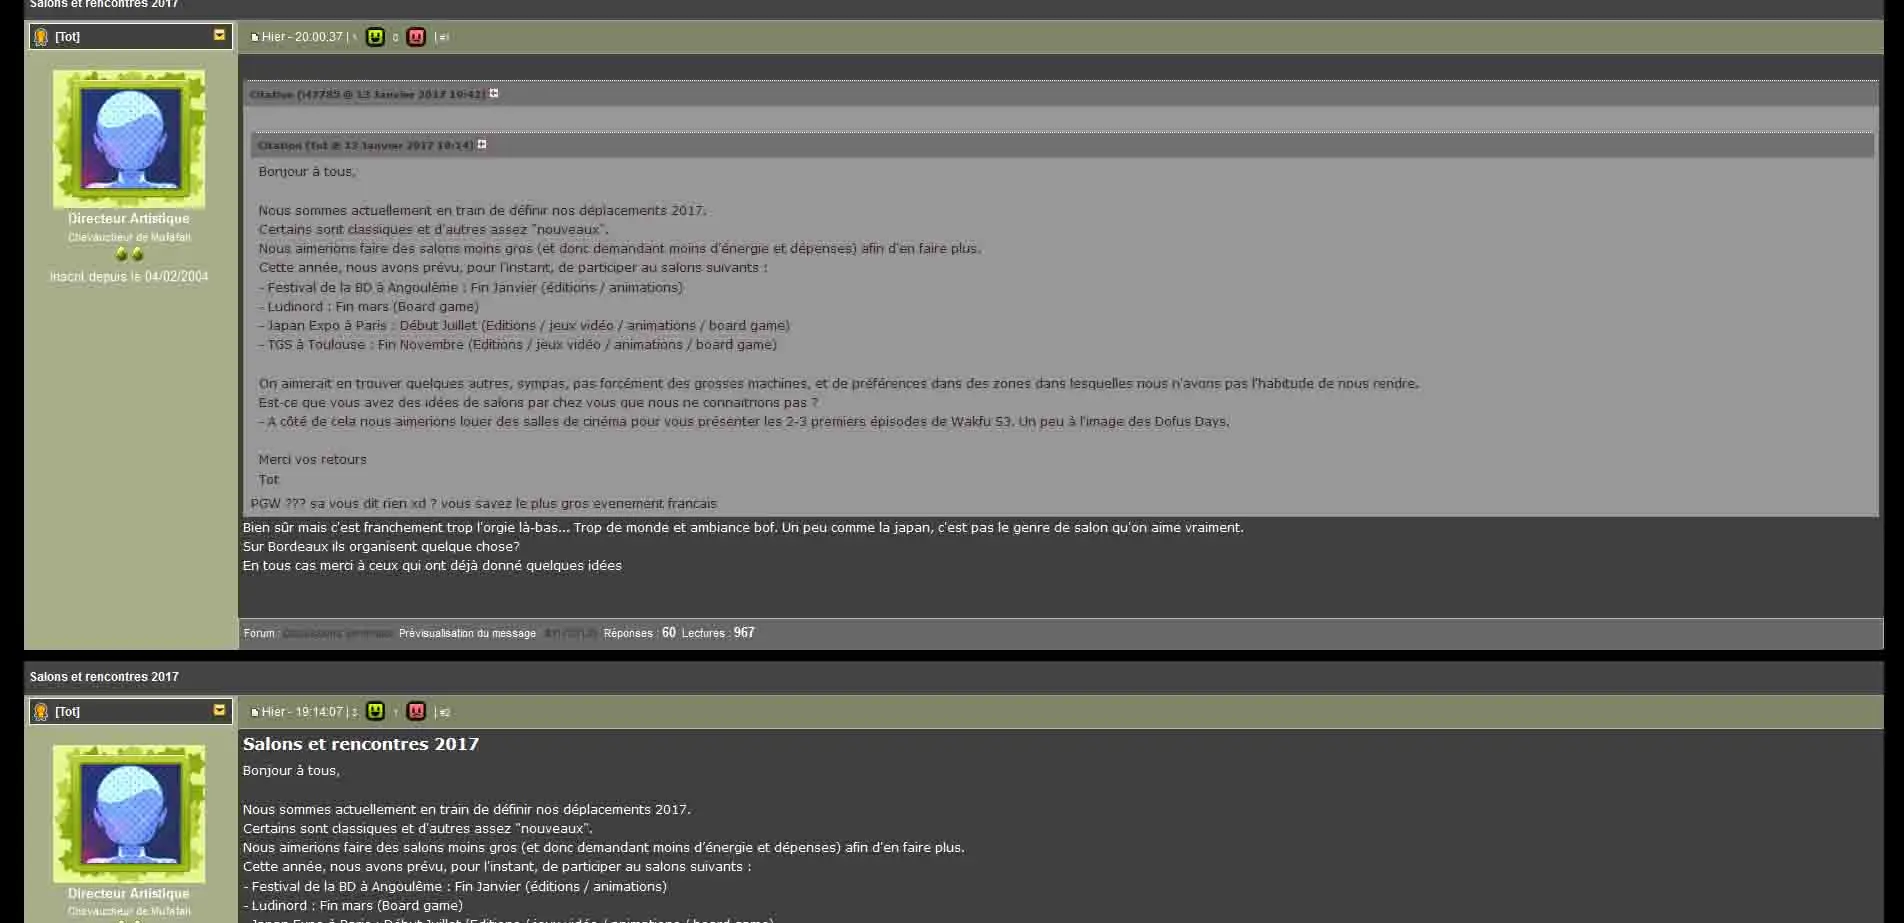 Salons et rencontres 2017
[Tot]
Hier - 20:00:37 | 0 | #1
Citation (i47785 @ 13 Janvier 2017 19:42)
Citation (Tot @ 13 Janvier 2017 19:14)
Bonjour à tous,
Nous sommes actuellement en train de définir nos déplacements 2017.
Certains sont classiques et d'autres assez "nouveaux".
Nous aimerions faire des salons moins gros (et donc demandant moins d'énergie et dépenses) afin d'en faire plus.
Cette année, nous avons prévu, pour l'instant, de participer au salons suivants :
- Festival de la BD à Angoulême : Fin Janvier (éditions / animations)
- Ludinord : Fin mars (Board game)
- Japan Expo à Paris : Début Juillet (Editions / jeux vidéo / animations / board game)
- TGS à Toulouse : Fin Novembre (Editions / jeux vidéo / animations / board game)
On aimerait en trouver quelques autres, sympas, pas forcément des grosses machines, et de préférences dans des zones dans lesquelles nous n'avons pas l'habitude de nous rendre.
Est-ce que vous avez des idées de salons par chez vous que nous ne connaitrions pas ?
- A côté de cela nous aimerions louer des salles de cinéma pour vous présenter les 2-3 premiers épisodes de Wakfu S3. Un peu à l'image des Dofus Days.
Merci vos retours
Tot
PGW ??? sa vous dit rien xd ? vous savez le plus gros evenement francais
Bien sûr mais c'est franchement trop l'orgie là-bas... Trop de monde et ambiance bof. Un peu comme la japan, c'est pas le genre de salon qu'on aime vraiment.
Sur Bordeaux ils organisent quelque chose?
En tous cas merci à ceux qui ont déjà donné quelques idées
Directeur Artistique
Chevaucheur de Mufafah
Inscrit depuis le 04/02/2004
Forum : Discussions générales Prévisualisation du message Réponses : 60 Lectures : 967
Salons et rencontres 2017
[Tot]
Hier - 19:14:07 | 3 1 | #2
Salons et rencontres 2017
Bonjour à tous,
Nous sommes actuellement en train de définir nos déplacements 2017.
Certains sont classiques et d'autres assez "nouveaux".
Nous aimerions faire des salons moins gros (et donc demandant moins d'énergie et dépenses) afin d'en faire plus.
Cette année, nous avons prévu, pour l'instant, de participer au salons suivants :
- Festival de la BD à Angoulême : Fin Janvier (éditions / animations)
- Ludinord : Fin mars (Board game)
- Japan Expo à Paris : Début Juillet (Editions / jeux vidéo / animations / board game)
Directeur Artistique
Chevaucheur de Mufafah